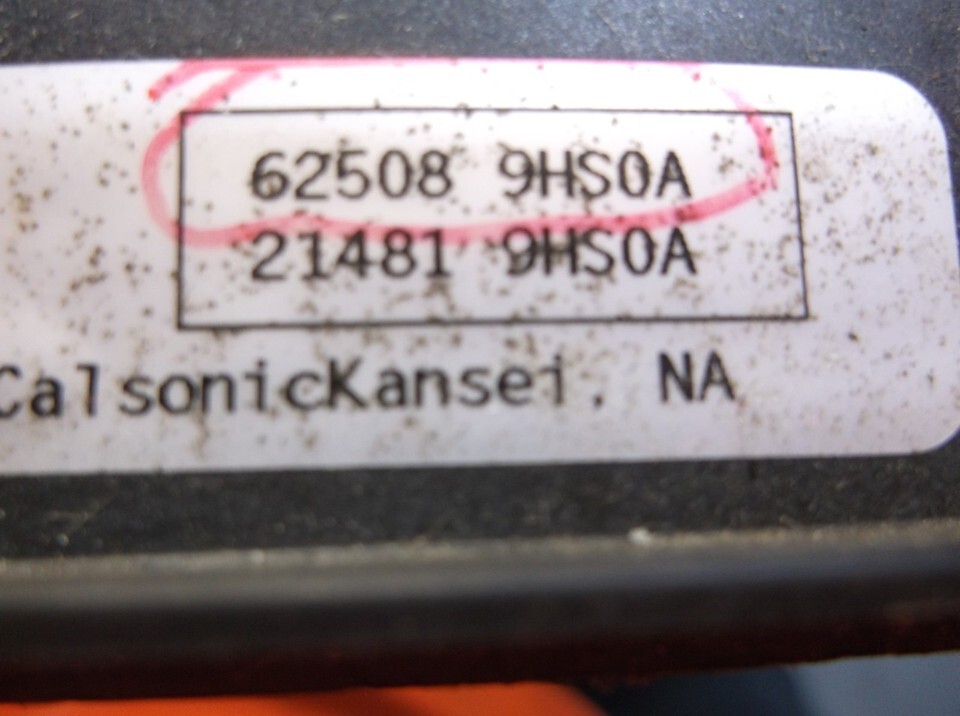 62508 9HS0A
21481 9HS0A
CalsonicKansei, NA